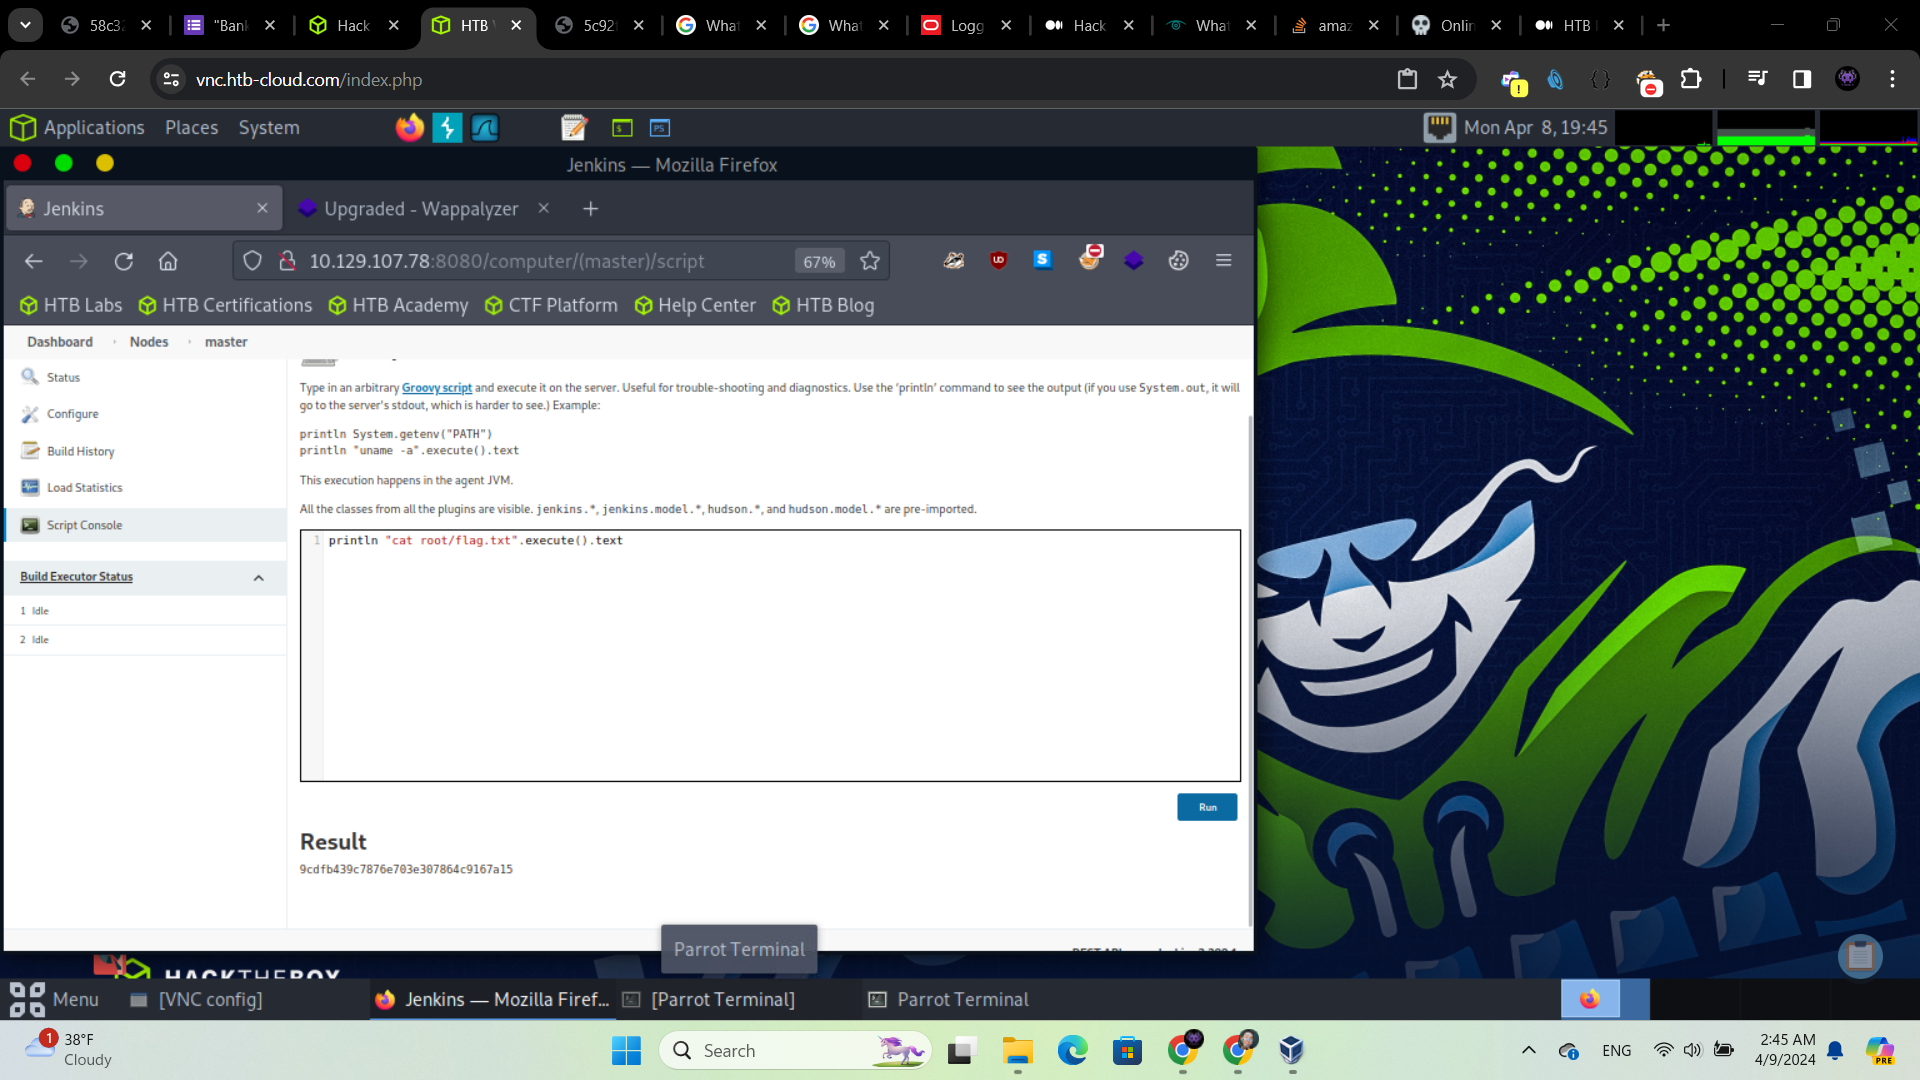 58c3
"Bank
Hack
HTB
5c92
What
What
Logg
Hack
What
amaz
Onlin
HTB
vnc.htb-cloud.com/index.php
Applications Places System
Mon Apr 8, 19:45
Jenkins — Mozilla Firefox
Jenkins
Upgraded - Wappalyzer
10.129.107.78:8080/computer/(master)/script
67%
HTB Labs HTB Certifications HTB Academy CTF Platform Help Center HTB Blog
Dashboard Nodes master
Status
Configure
Build History
Load Statistics
Script Console
Build Executor Status
1 Idle
2 Idle
Type in an arbitrary Groovy script and execute it on the server. Useful for trouble-shooting and diagnostics. Use the 'println' command to see the output (if you use System.out, it will
go to the server's stdout, which is harder to see.) Example:
println System.getenv("PATH")
println "uname -a".execute().text
This execution happens in the agent JVM.
All the classes from all the plugins are visible. jenkins.*, jenkins.model.*, hudson.*, and hudson.model.* are pre-imported.
1 println "cat root/flag.txt".execute().text
Run
Result
9cdfb439c7876e703e307864c9167a15
Parrot Terminal
HACKTHEBOX
Menu
[VNC config]
Jenkins — Mozilla Firef...
[Parrot Terminal]
Parrot Terminal
1
38°F
Cloudy
Search
ENG
2:45 AM
4/9/2024
PRE